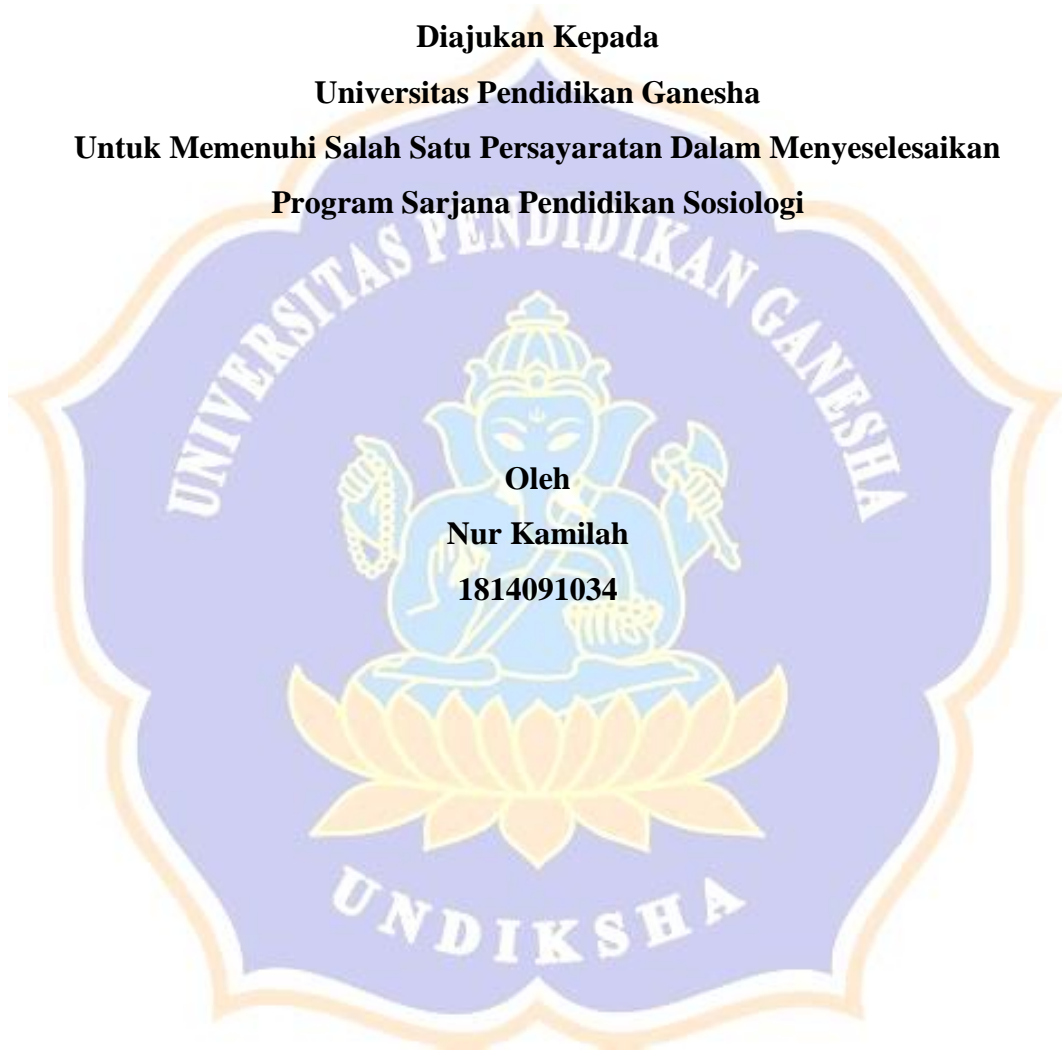 Diajukan Kepada
Universitas Pendidikan Ganesha
Untuk Memenuhi Salah Satu Persayaratan Dalam Menyeselesaikan
Program Sarjana Pendidikan Sosiologi
UNIVERSITAS PENDIDIKAN GANESHA
Oleh
Nur Kamilah
1814091034
UNDIKSHA